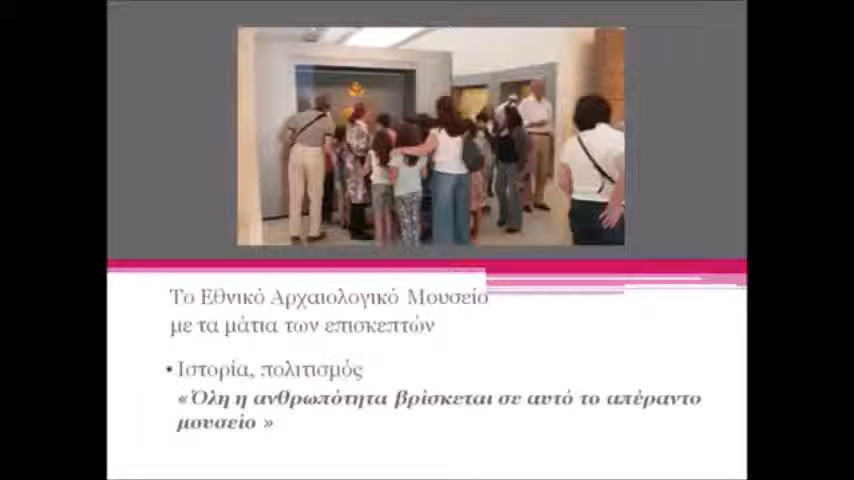 Το Εθνικό Αρχαιολογικό Μουσείο
με τα μάτια των επισκεπτών
• Ιστορία, πολιτισμός
«Όλη η ανθρωπότητα βρίσκεται σε αυτό το απέραντο
μουσείο »